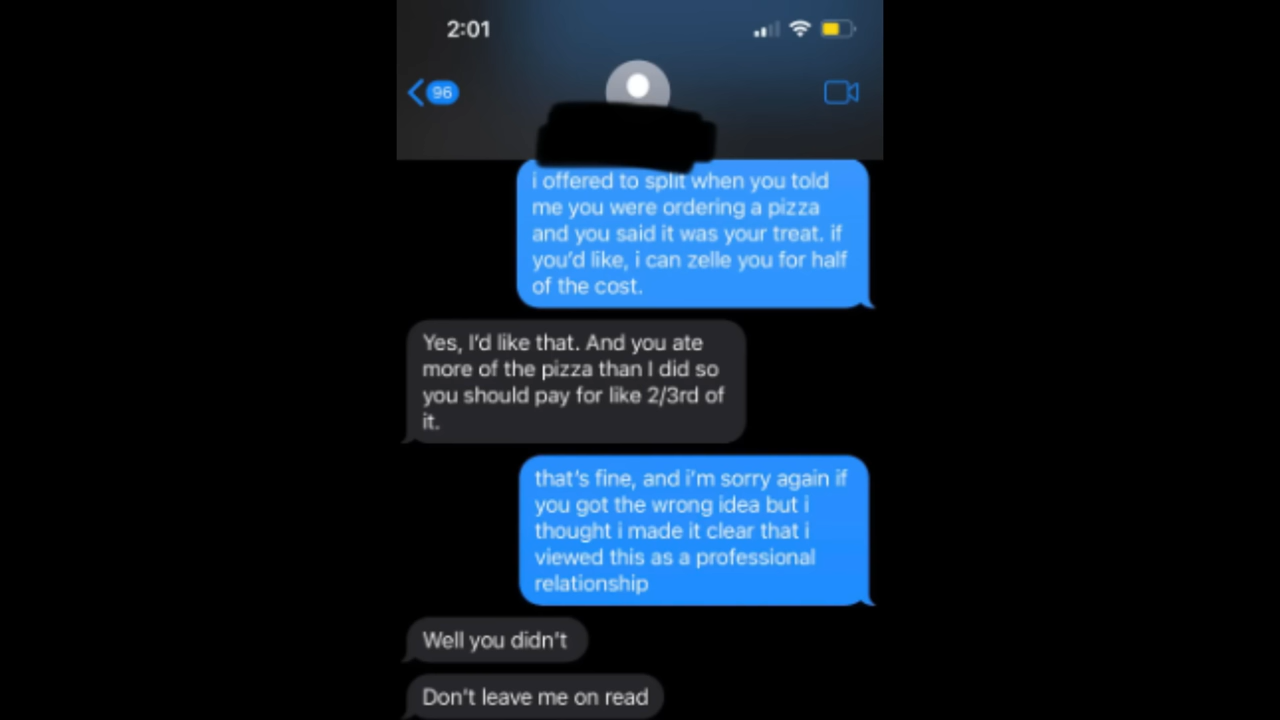 2:01
96
i offered to split when you told
me you were ordering a pizza
and you said it was your treat. if
you'd like, i can zelle you for half
of the cost.
Yes, I'd like that. And you ate
more of the pizza than I did so
you should pay for like 2/3rd of
it.
that's fine, and i'm sorry again if
you got the wrong idea but i
thought i made it clear that i
viewed this as a professional
relationship
Well you didn't
Don't leave me on read